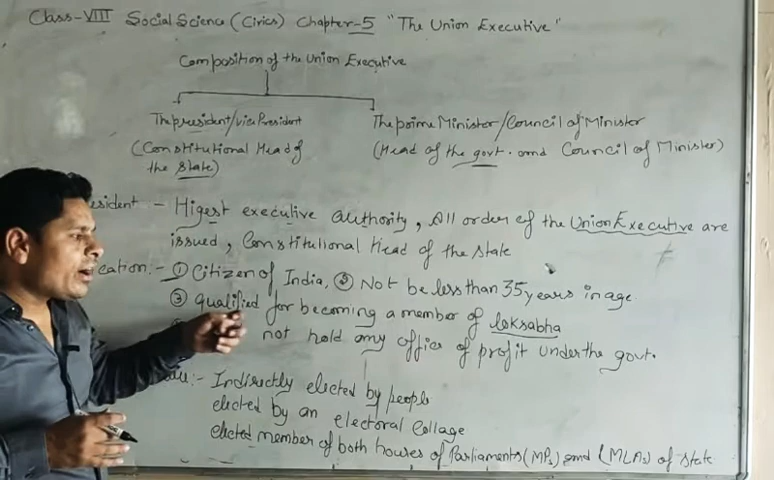 Class-VIII Social Science (Civics) Chapter-5 "The Union Executive"
Composition of the Union Executive
The president/vice President
(Constitutional Head of
the state)
The prime Minister/Council of Minister
(Head of the govt. and Council of Minister)
esident - Higest executive authority, All order of the Union Executive are
issued, Constitutional Head of the state
ication:- ① Citizen of India, ② Not be less than 35 years in age
③ qualified for becoming a member of loksabha
not hold any office of profit under the govt.
Indirectly elected by people
elected by an electoral Collage
elected member of both houses of Parliaments (MPs) and (MLAs) of state